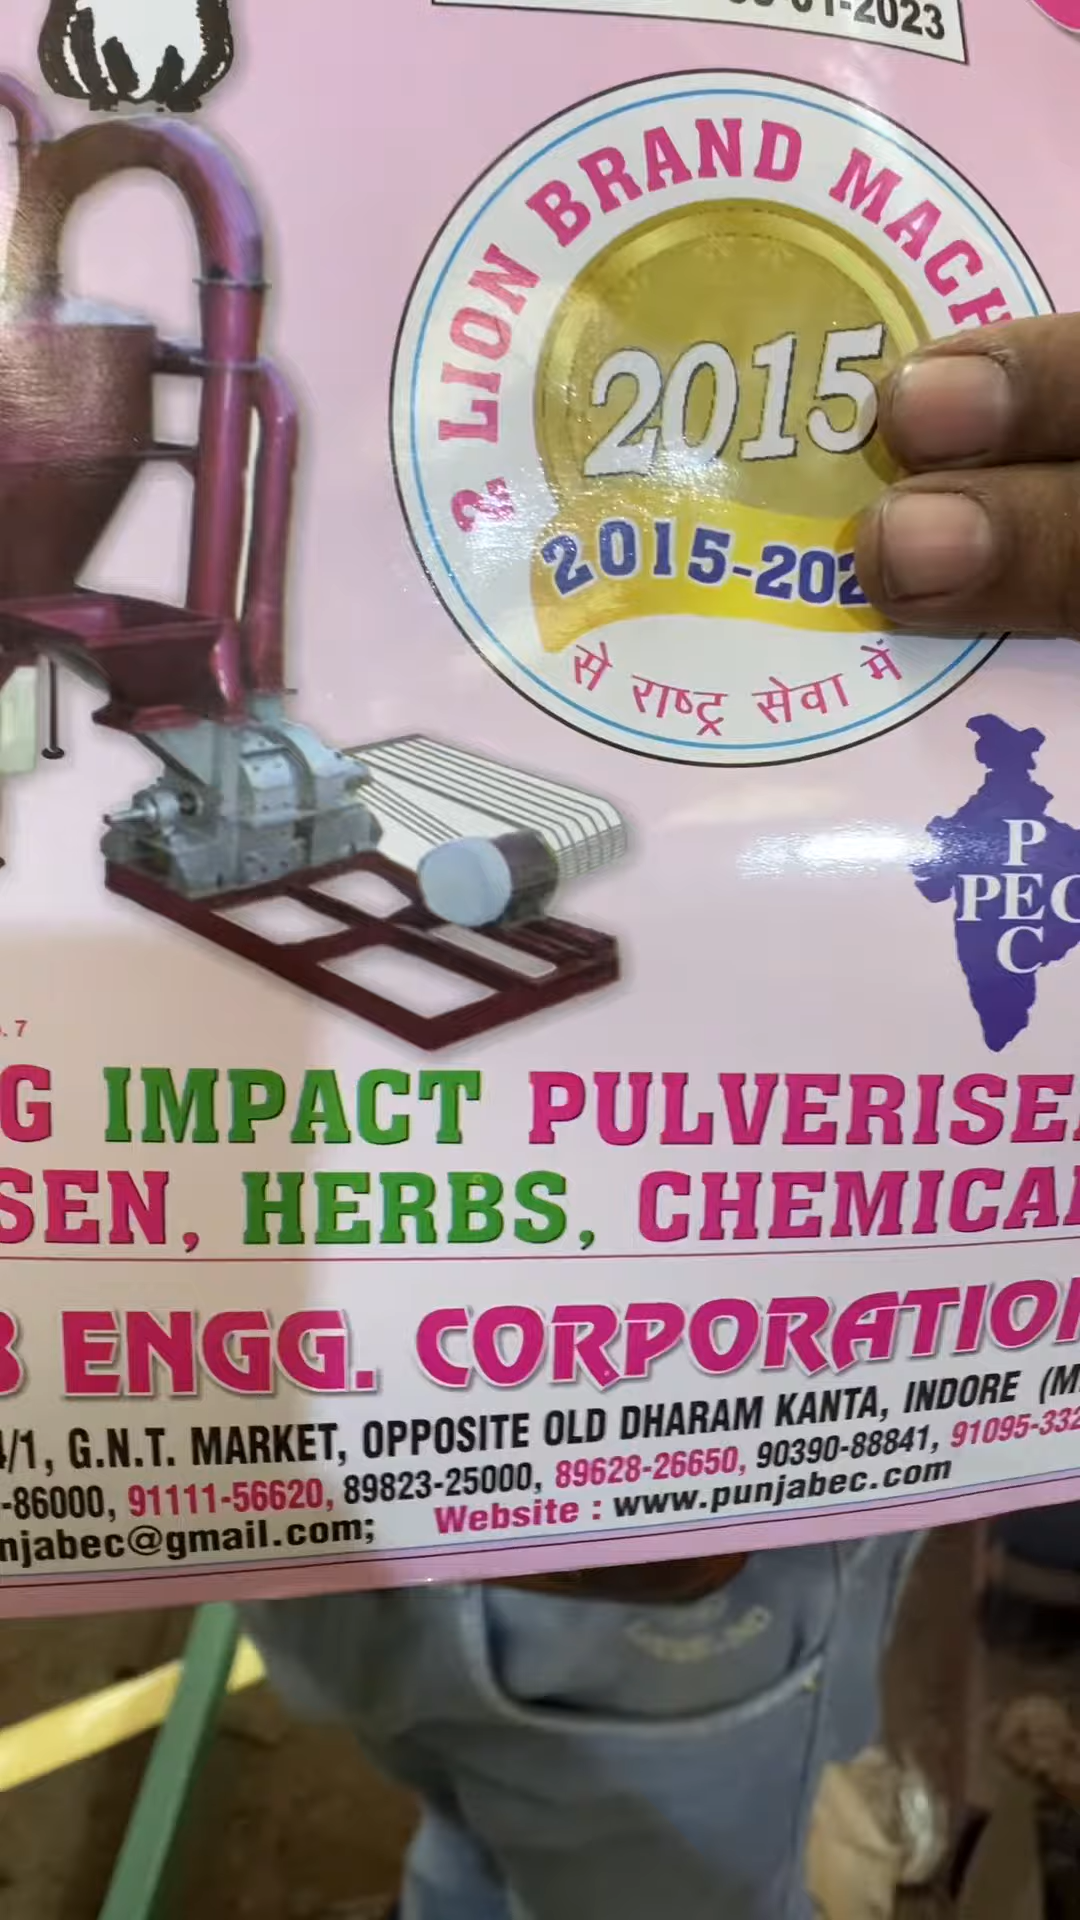 -01-2023
2 LION BRAND MACH
2015
2015-202
से राष्ट्र सेवा में
P
PEC
C
. 7
G IMPACT PULVERISE
SEN, HERBS, CHEMICA
B ENGG. CORPORATION
4/1, G.N.T. MARKET, OPPOSITE OLD DHARAM KANTA, INDORE (M
-86000, 91111-56620, 89823-25000, 89628-26650, 90390-88841, 91095-332
njabec@gmail.com; Website : www.punjabec.com